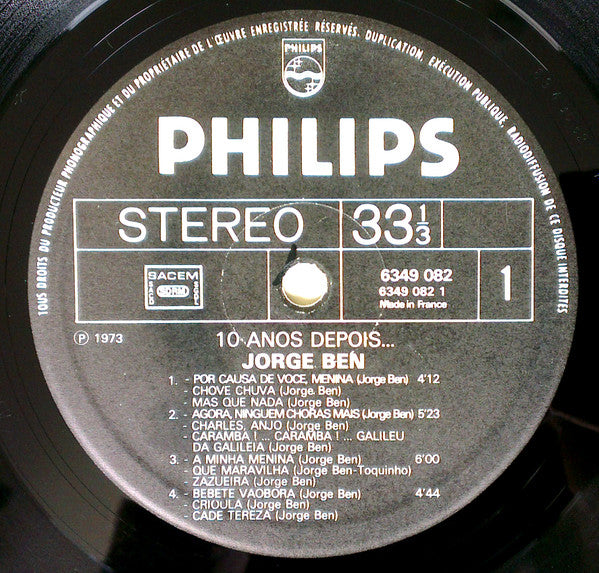 TOUS DROITS DU PRODUCTEUR PHONOGRAPHIQUE ET DU PROPRIÉTAIRE DE L'ŒUVRE ENREGISTRÉE RÉSERVÉS. DUPLICATION, EXÉCUTION PUBLIQUE, RADIODIFFUSION DE CE DISQUE INTERDITES
PHILIPS
PHILIPS
STEREO 33 1/3
SACEM
6349 082
6349 082 1
Made in France
1
Ⓟ 1973
10 ANOS DEPOIS...
JORGE BEN
1. - POR CAUSA DE VOCE, MENINA (Jorge Ben) 4'12
- CHOVE CHUVA (Jorge Ben)
- MAS QUE NADA (Jorge Ben)
2. - AGORA, NINGUEM CHORAS MAIS (Jorge Ben) 5'23
- CHARLES, ANJO (Jorge Ben)
- CARAMBA ! ... CARAMBA ! ... GALILEU
DA GALILEIA (Jorge Ben)
3. - A MINHA MENINA (Jorge Ben) 6'00
- QUE MARAVILHA (Jorge Ben-Toquinho)
- ZAZUEIRA (Jorge Ben)
4. - BEBETE VAOBORA (Jorge Ben) 4'44
- CRIOULA (Jorge Ben)
- CADE TEREZA (Jorge Ben)